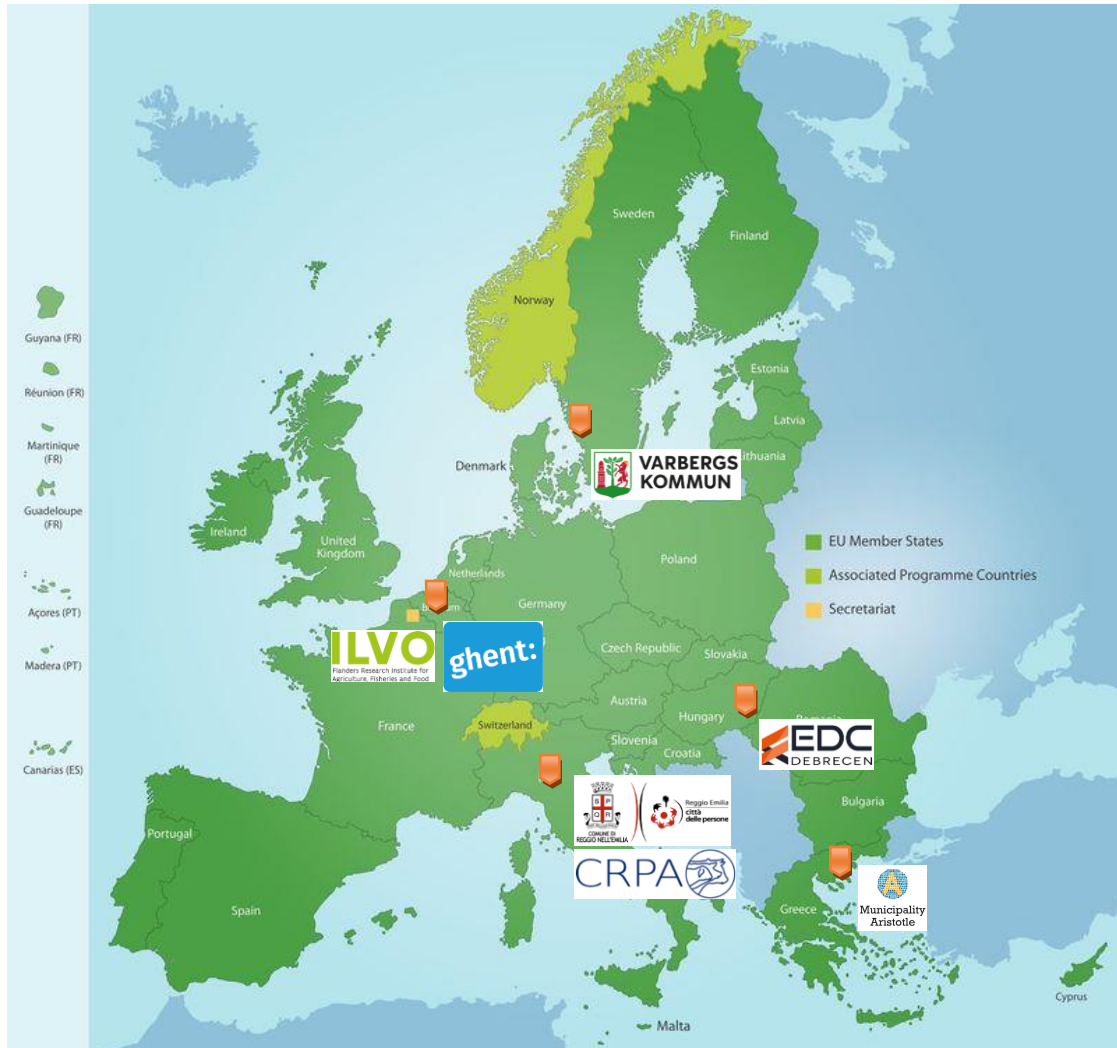 Sweden
Finland
Norway
Guyana (FR)
Estonia
Réunion (FR)
Latvia
Martinique
(FR)
Denmark
VARBERGS
KOMMUN
ithuania
Guadeloupe
(FR)
Ireland
United
Kingdom
Netherlands
Germany
Poland
EU Member States
Associated Programme Countries
Secretariat
Açores (PT)
ILVO
Flanders Research Institute for
Agriculture, Fisheries and Food
ghent:
Czech Republic
Slovakia
Madera (PT)
Austria
France
Switzerland
Hungary
Slovenia
Croatia
EDC
DEBRECEN
Canarias (ES)
S P
Q R
COMUNE DI
REGGIO NELL'EMILIA
Reggio Emilia
città
delle persone
Bulgaria
Portugal
CRPA
A
Municipality
Aristotle
Spain
Greece
Cyprus
Malta